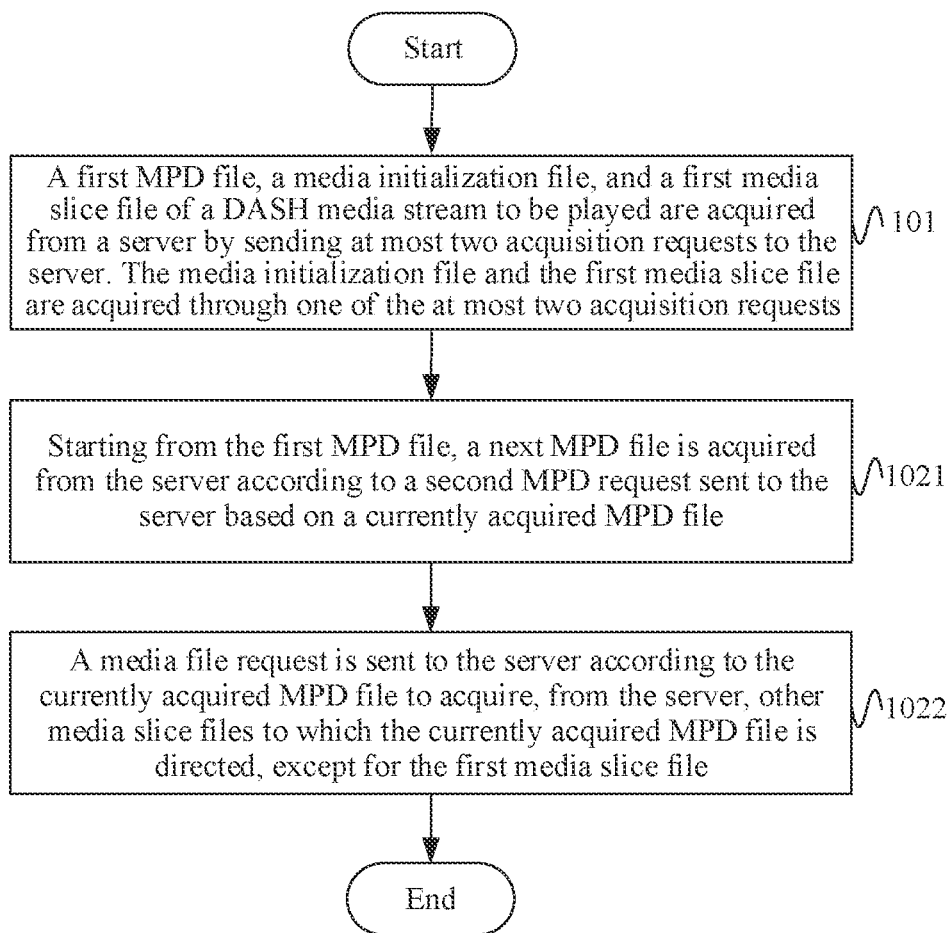 Start
A first MPD file, a media initialization file, and a first media
slice file of a DASH media stream to be played are acquired
from a server by sending at most two acquisition requests to the
server. The media initialization file and the first media slice file
are acquired through one of the at most two acquisition requests
101
Starting from the first MPD file, a next MPD file is acquired
from the server according to a second MPD request sent to the
server based on a currently acquired MPD file
1021
A media file request is sent to the server according to the
currently acquired MPD file to acquire, from the server, other
media slice files to which the currently acquired MPD file is
directed, except for the first media slice file
1022
End